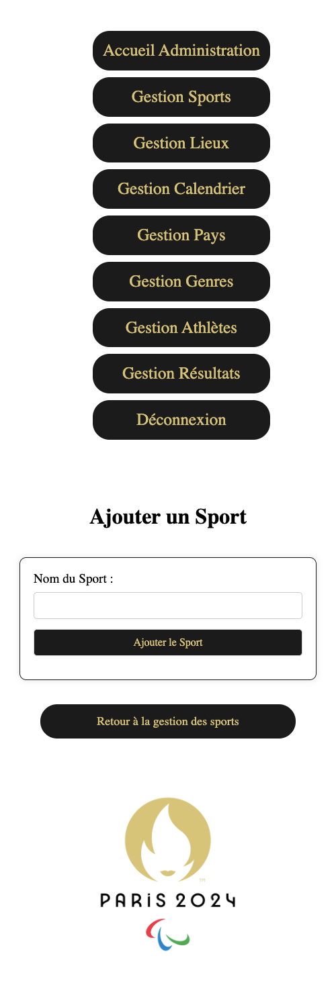 Accueil Administration
Gestion Sports
Gestion Lieux
Gestion Calendrier
Gestion Pays
Gestion Genres
Gestion Athlètes
Gestion Résultats
Déconnexion
Ajouter un Sport
Nom du Sport :
Ajouter le Sport
Retour à la gestion des sports
TM
PARIS 2024